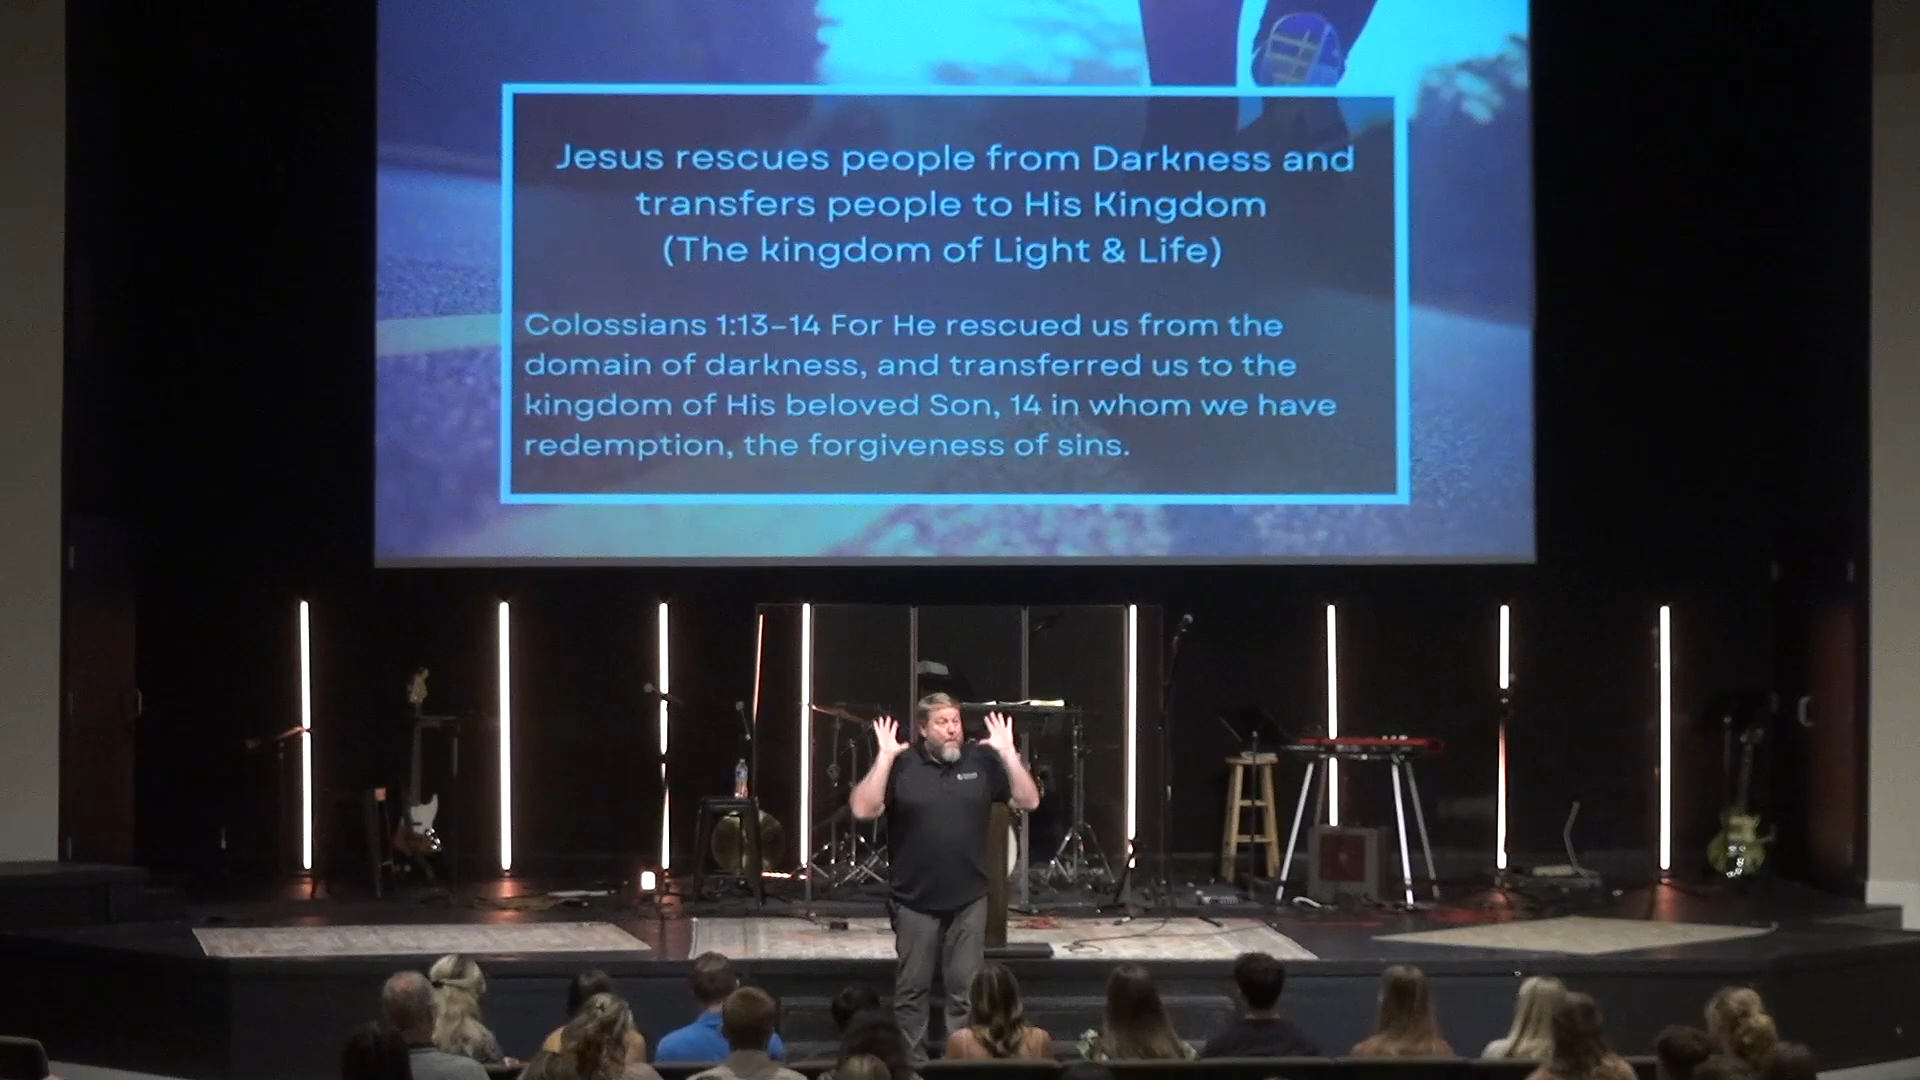 Jesus rescues people from Darkness and
transfers people to His Kingdom
(The kingdom of Light & Life)
Colossians 1:13–14 For He rescued us from the
domain of darkness, and transferred us to the
kingdom of His beloved Son, 14 in whom we have
redemption, the forgiveness of sins.